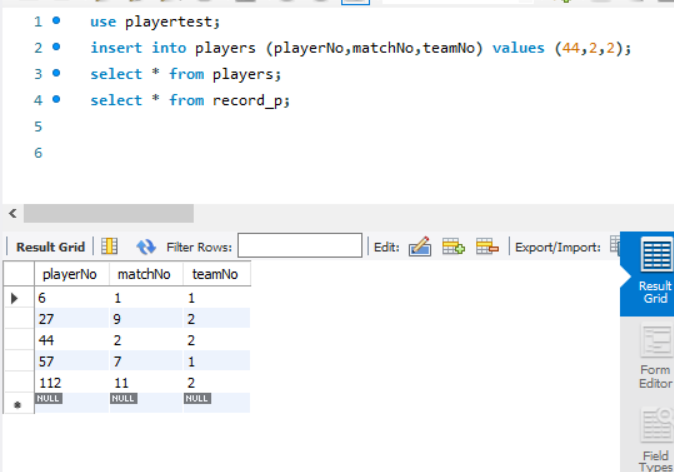 1 use playertest;
2 insert into players (playerNo,matchNo,teamNo) values (44,2,2);
3 select * from players;
4 select * from record_p;
5
6
Result Grid Filter Rows: Edit: Export/Import:
playerNo matchNo teamNo
6 1 1
27 9 2
44 2 2
57 7 1
112 11 2
NULL NULL NULL
Result
Grid
Form
Editor
Field
Types